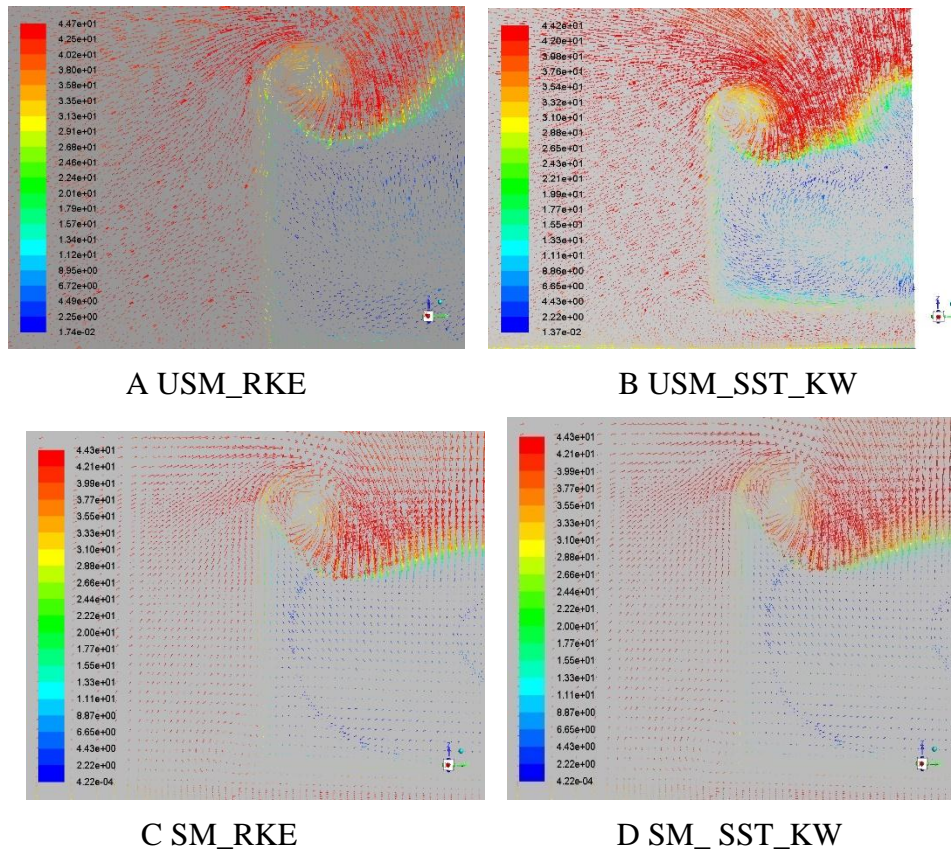 4.47e+01
4.25e+01
4.02e+01
3.80e+01
3.58e+01
3.35e+01
3.13e+01
2.91e+01
2.68e+01
2.46e+01
2.24e+01
2.01e+01
1.79e+01
1.57e+01
1.34e+01
1.12e+01
8.95e+00
6.72e+00
4.49e+00
2.25e+00
1.74e-02
A USM_RKE
4.42e+01
4.20e+01
3.98e+01
3.76e+01
3.54e+01
3.32e+01
3.10e+01
2.88e+01
2.65e+01
2.43e+01
2.21e+01
1.99e+01
1.77e+01
1.55e+01
1.33e+01
1.11e+01
8.86e+00
6.65e+00
4.43e+00
2.22e+00
1.37e-02
B USM_SST_KW
4.43e+01
4.21e+01
3.99e+01
3.77e+01
3.55e+01
3.33e+01
3.10e+01
2.88e+01
2.66e+01
2.44e+01
2.22e+01
2.00e+01
1.77e+01
1.55e+01
1.33e+01
1.11e+01
8.87e+00
6.65e+00
4.43e+00
2.22e+00
4.22e-04
C SM_RKE
4.43e+01
4.21e+01
3.99e+01
3.77e+01
3.55e+01
3.33e+01
3.10e+01
2.88e+01
2.66e+01
2.44e+01
2.22e+01
2.00e+01
1.77e+01
1.55e+01
1.33e+01
1.11e+01
8.87e+00
6.65e+00
4.43e+00
2.22e+00
4.22e-04
D SM_ SST_KW